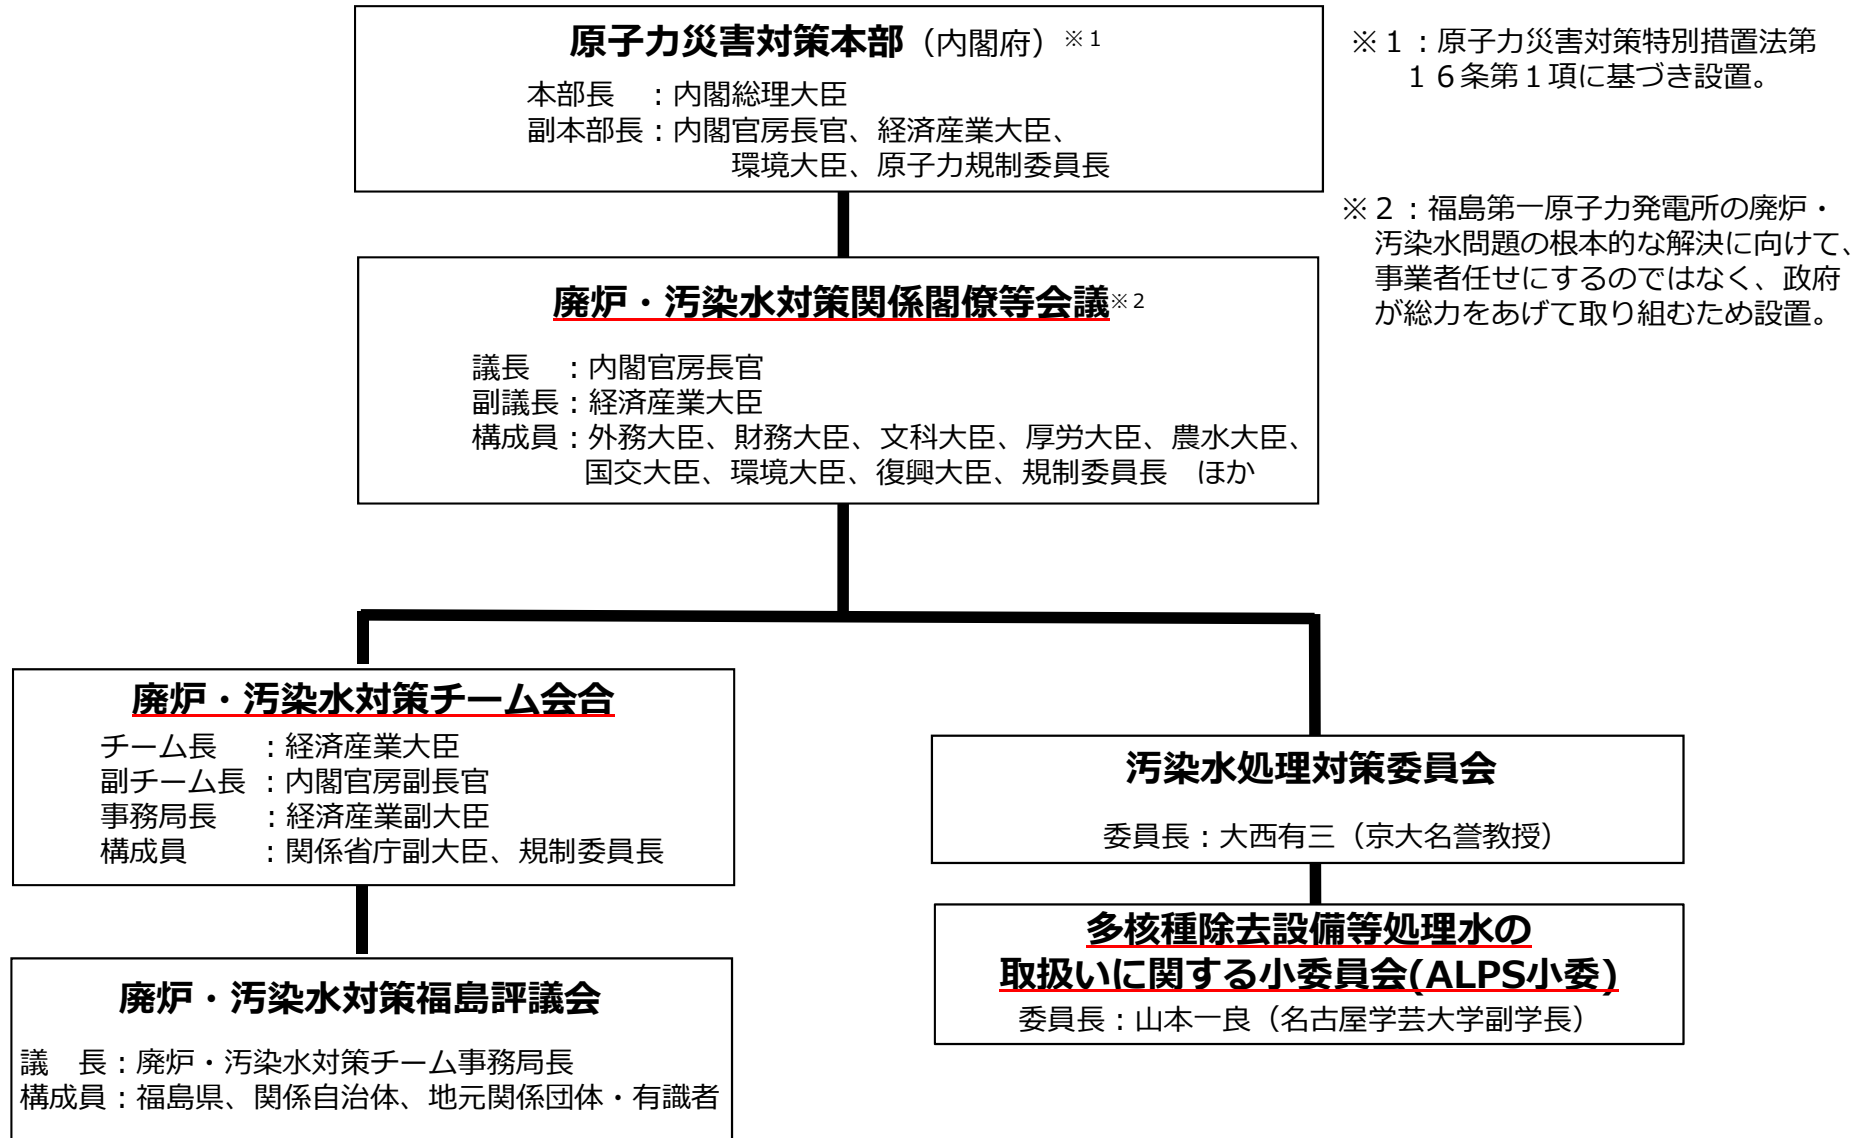 原子力災害対策本部（内閣府）※１
本部長　：内閣総理大臣
副本部長：内閣官房長官、経済産業大臣、
環境大臣、原子力規制委員長
※１：原子力災害対策特別措置法第
１６条第１項に基づき設置。
※２：福島第一原子力発電所の廃炉・
汚染水問題の根本的な解決に向けて、
事業者任せにするのではなく、政府
が総力をあげて取り組むため設置。
廃炉・汚染水対策関係閣僚等会議※２
議長　：内閣官房長官
副議長：経済産業大臣
構成員：外務大臣、財務大臣、文科大臣、厚労大臣、農水大臣、
国交大臣、環境大臣、復興大臣、規制委員長　ほか
廃炉・汚染水対策チーム会合
チーム長　：経済産業大臣
副チーム長：内閣官房副長官
事務局長　：経済産業副大臣
構成員　　：関係省庁副大臣、規制委員長
廃炉・汚染水対策福島評議会
議　長：廃炉・汚染水対策チーム事務局長
構成員：福島県、関係自治体、地元関係団体・有識者
汚染水処理対策委員会
委員長：大西有三（京大名誉教授）
多核種除去設備等処理水の
取扱いに関する小委員会(ALPS小委)
委員長：山本一良（名古屋学芸大学副学長）